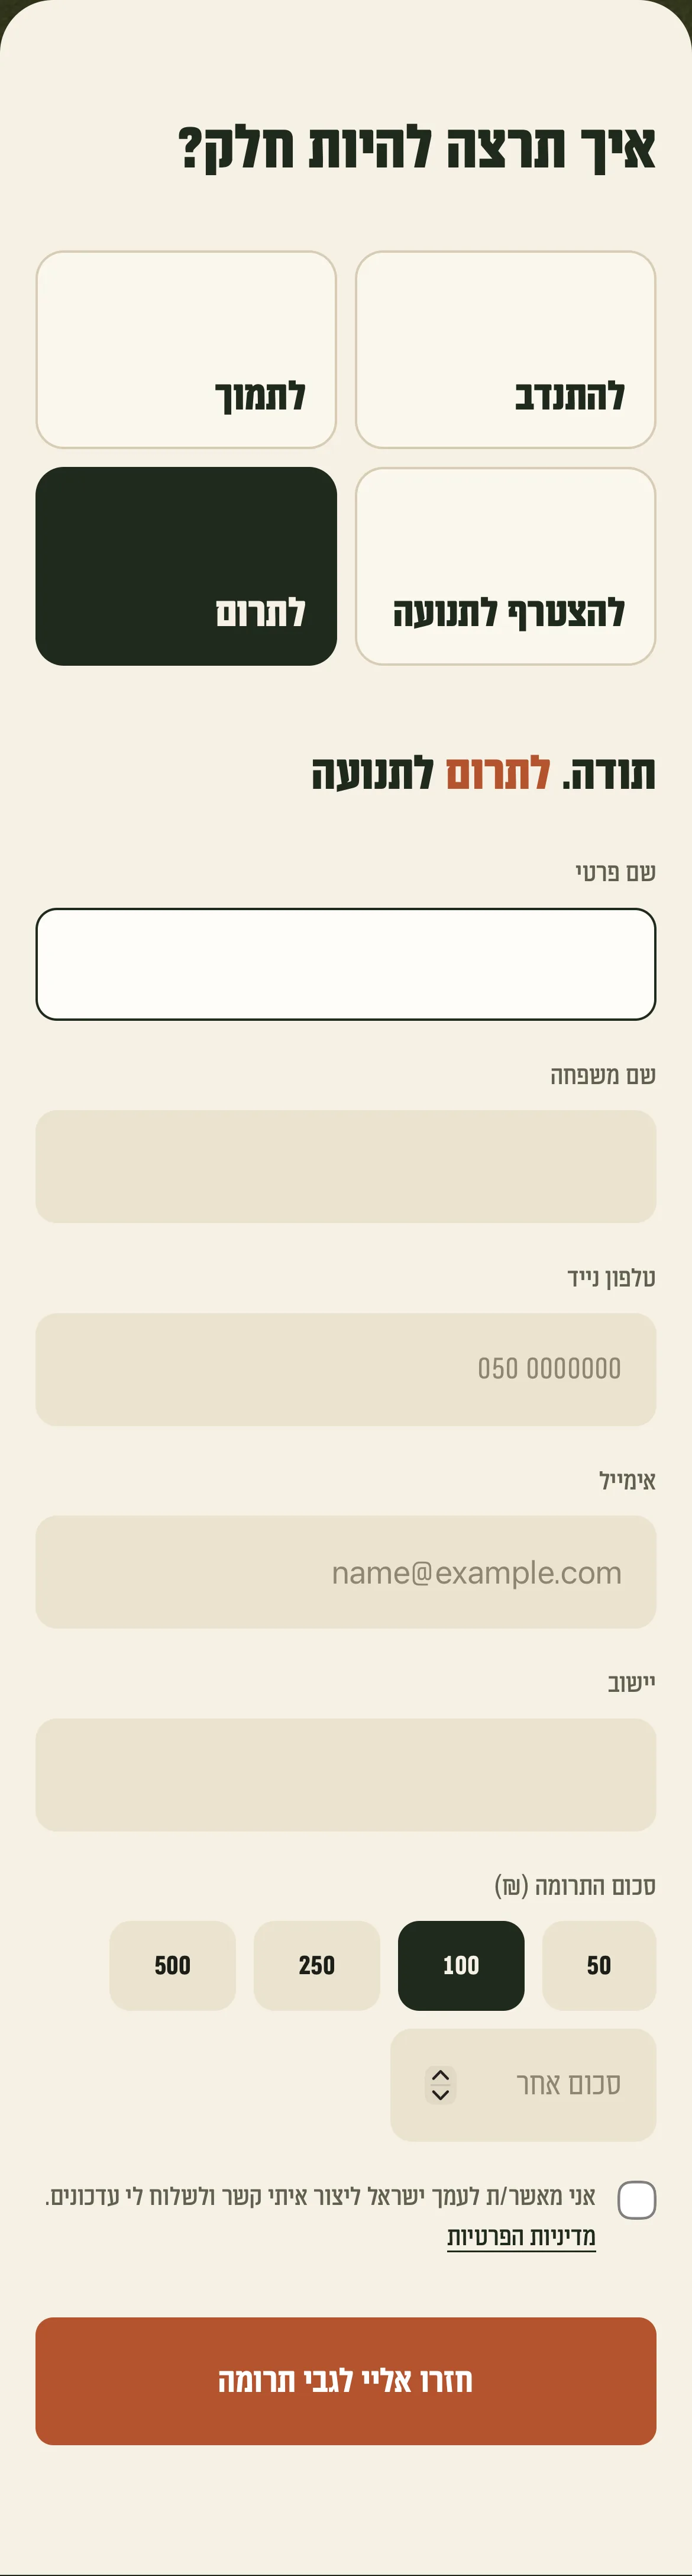 איך תרצה להיות חלק?
להתנדב
לתמוך
להצטרף לתנועה
לתרום
תודה. לתרום לתנועה
שם פרטי
שם משפחה
טלפון נייד
050 0000000
אימייל
name@example.com
יישוב
סכום התרומה (₪)
50
100
250
500
סכום אחר
אני מאשר/ת לעמך ישראל ליצור איתי קשר ולשלוח לי עדכונים.
מדיניות הפרטיות
חזרו אליי לגבי תרומה